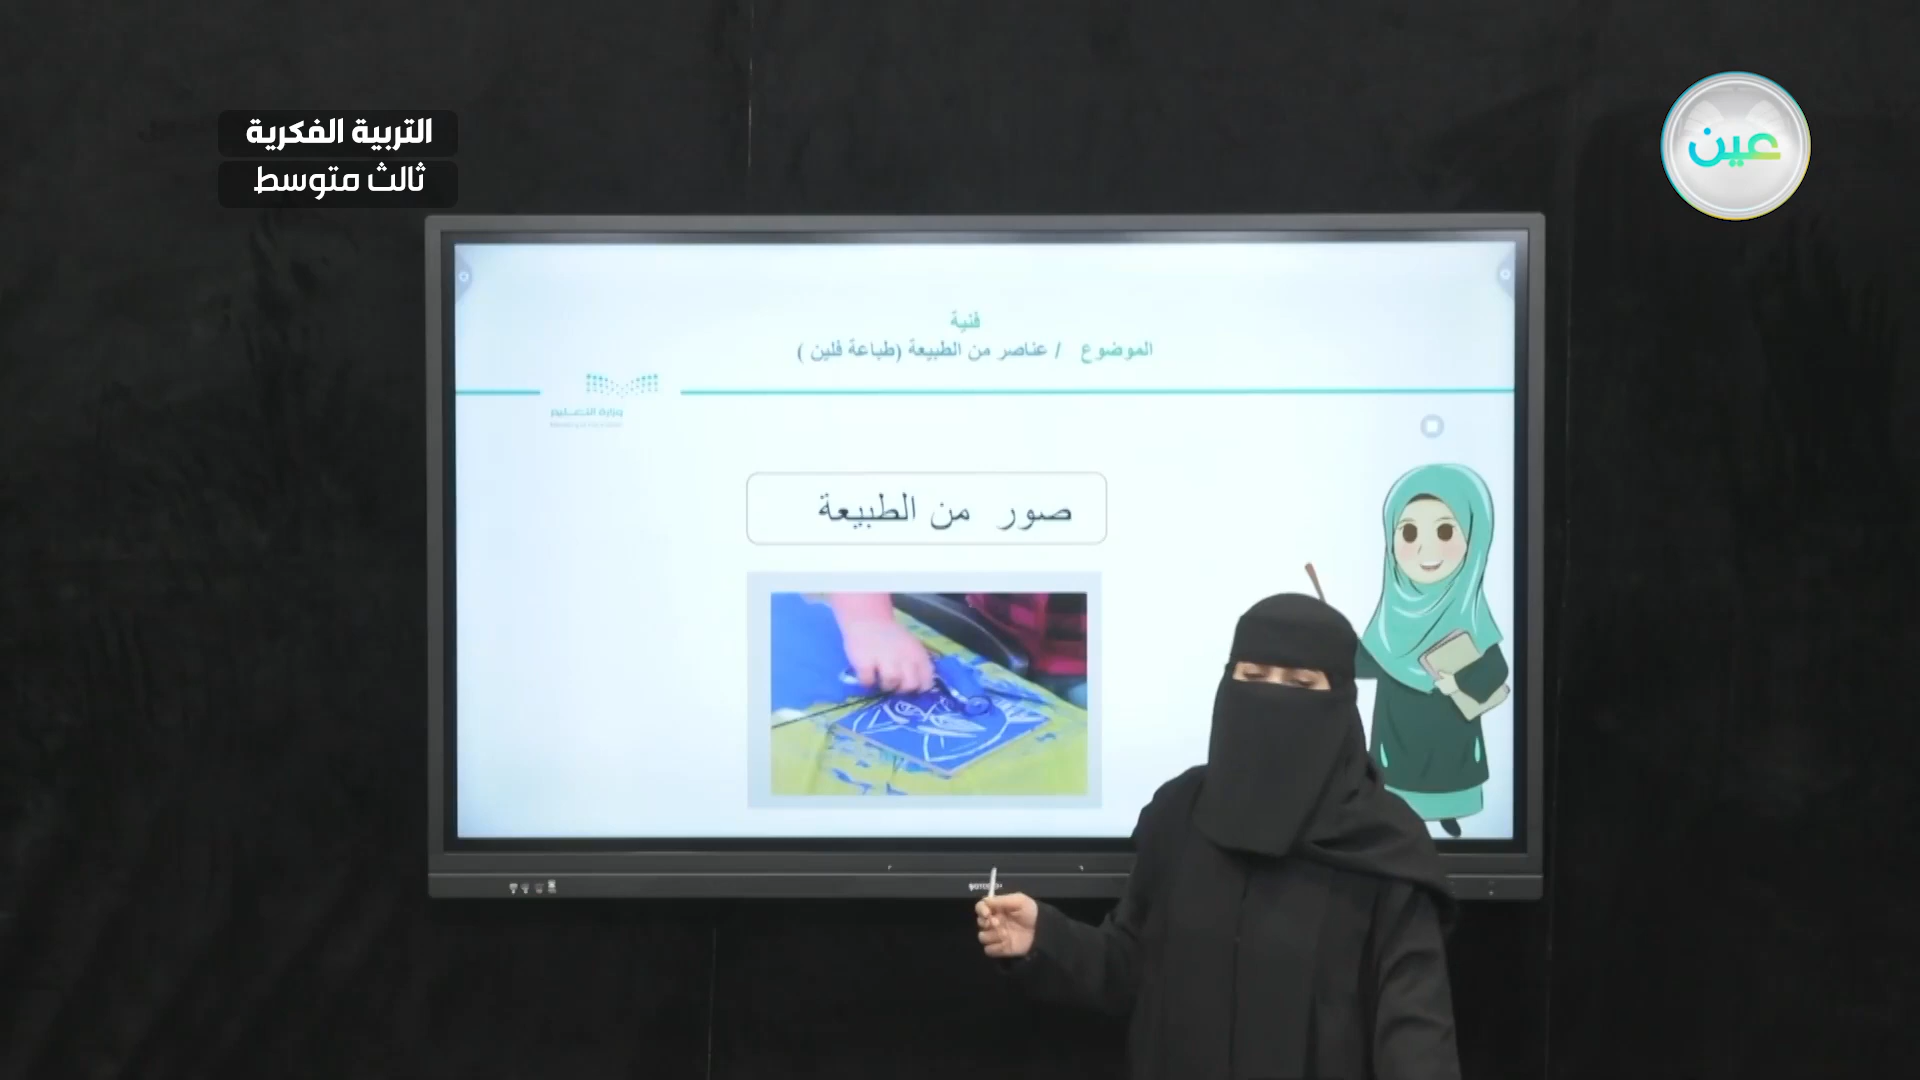 التربية الفكرية
ثالث متوسط
عين
فنية
الموضوع / عناصر من الطبيعة (طباعة فلين )
وزارة التعليم
صور من الطبيعة